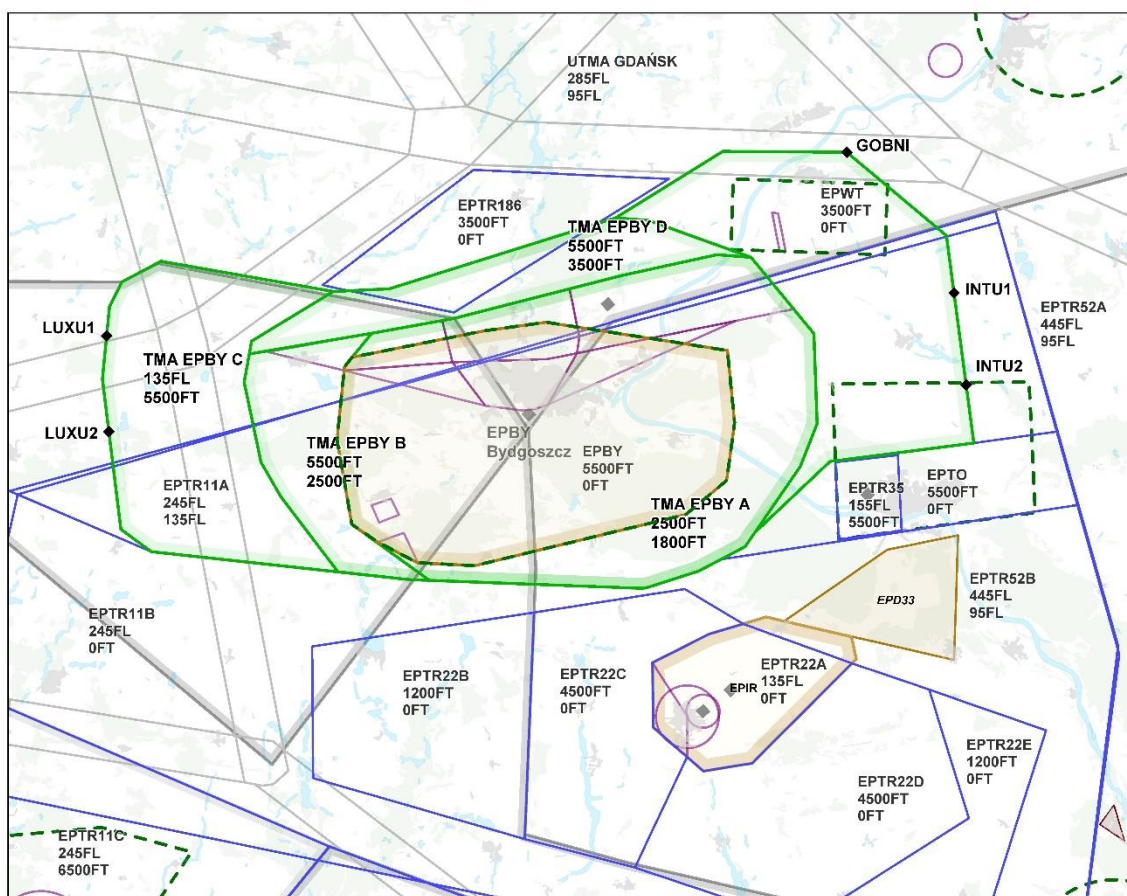 UTMA GDAŃSK
285FL
95FL
GOBNI
EPTR186
3500FT
0FT
EPWT
3500FT
0FT
TMA EPBY D
5500FT
3500FT
INTU1
EPTR52A
445FL
95FL
LUXU1
TMA EPBY C
135FL
5500FT
INTU2
LUXU2
EPBY
Bydgoszcz
TMA EPBY B
5500FT
2500FT
EPBY
5500FT
0FT
EPTR11A
245FL
135FL
EPTR35
155FL
5500FT
EPTO
5500FT
0FT
TMA EPBY A
2500FT
1800FT
EPTR52B
445FL
95FL
EPD33
EPTR11B
245FL
0FT
EPTR22B
1200FT
0FT
EPTR22C
4500FT
0FT
EPTR22A
135FL
0FT
EPIR
EPTR22E
1200FT
0FT
EPTR22D
4500FT
0FT
EPTR11C
245FL
6500FT